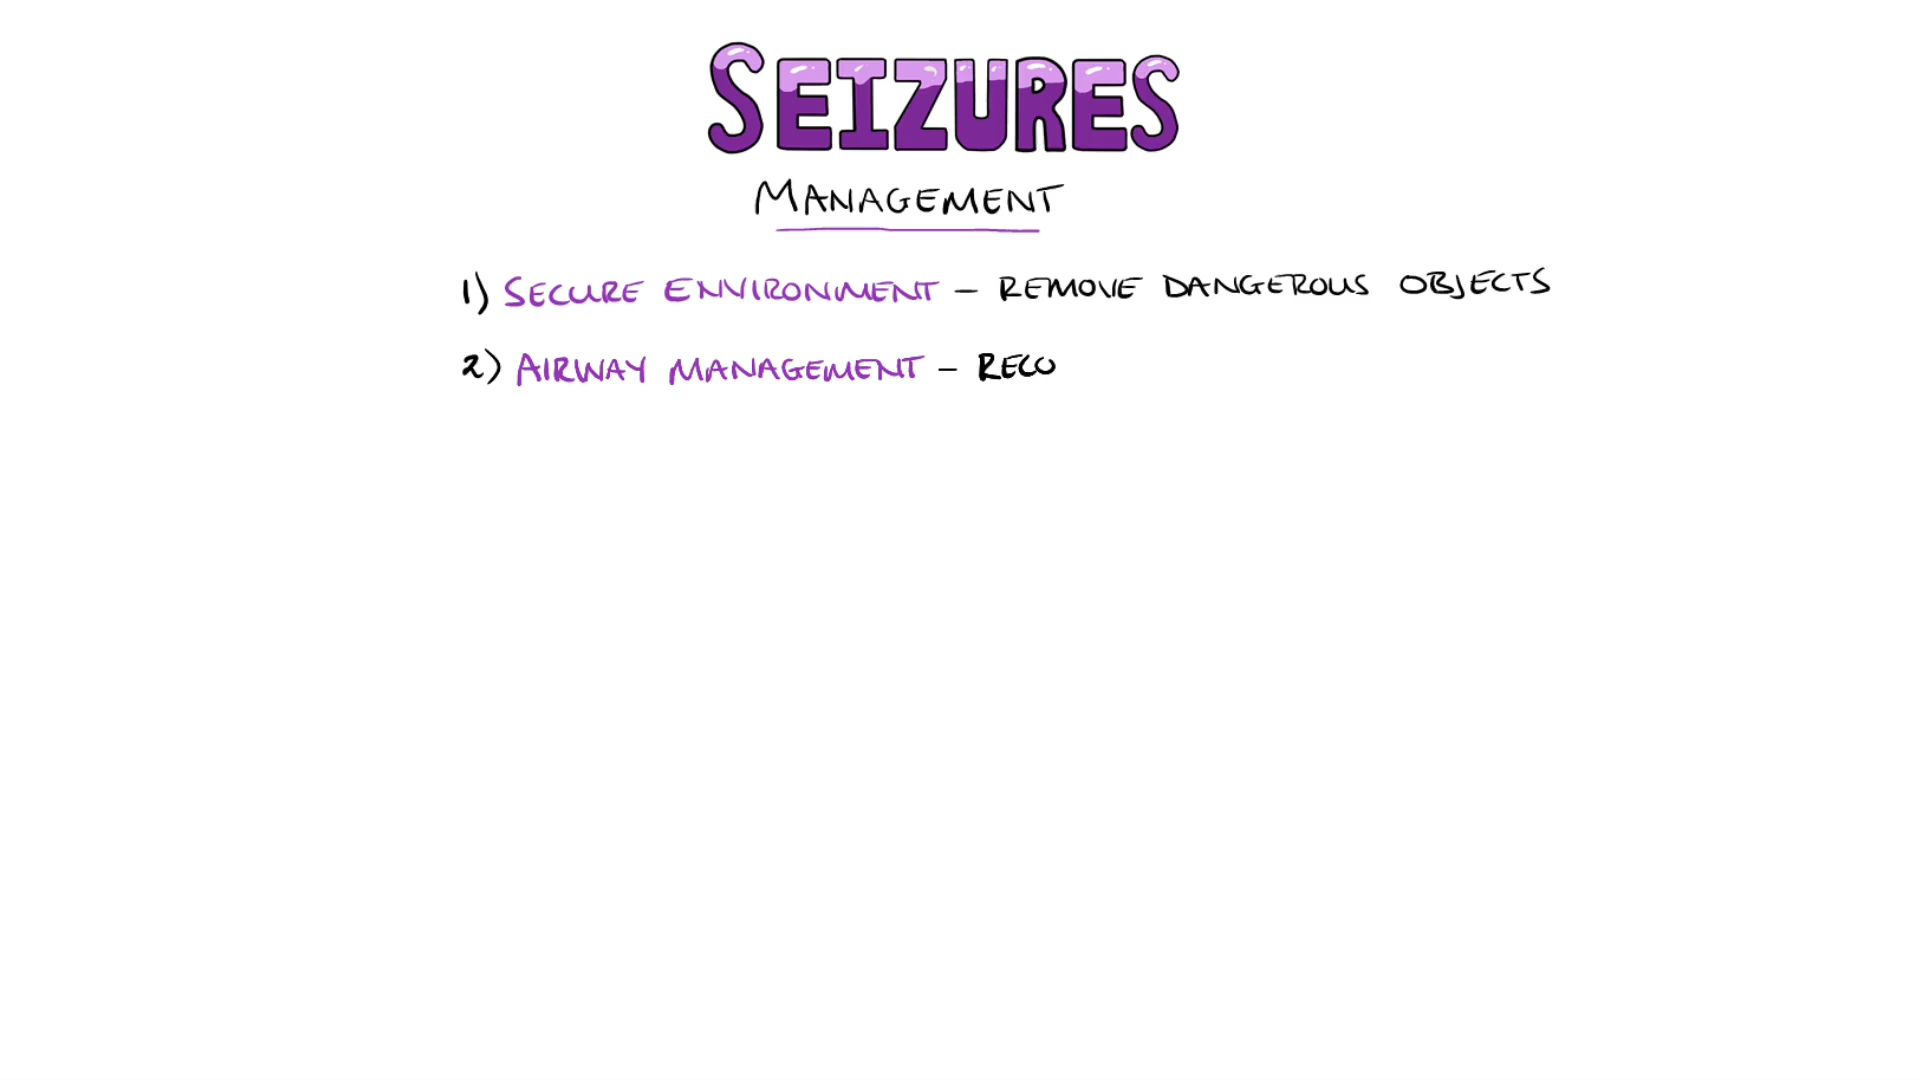 SEIZURES
MANAGEMENT
1) SECURE ENVIRONMENT – REMOVE DANGEROUS OBJECTS
2) AIRWAY MANAGEMENT – RECO